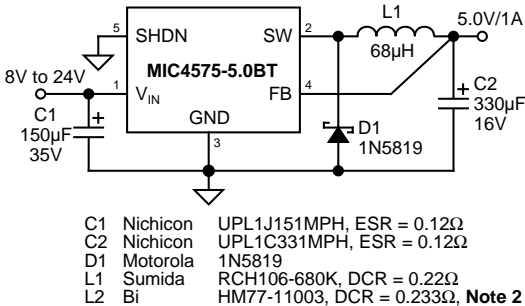 L1
5.0V/1A
5 SHDN SW 2
68µH
MIC4575-5.0BT
8V to 24V
1 VIN FB 4
C1
150µF
35V
GND
3
D1
1N5819
C2
330µF
16V
C1 Nichicon UPL1J151MPH, ESR = 0.12Ω
C2 Nichicon UPL1C331MPH, ESR = 0.12Ω
D1 Motorola 1N5819
L1 Sumida RCH106-680K, DCR = 0.22Ω
L2 Bi HM77-11003, DCR = 0.233Ω, Note 2